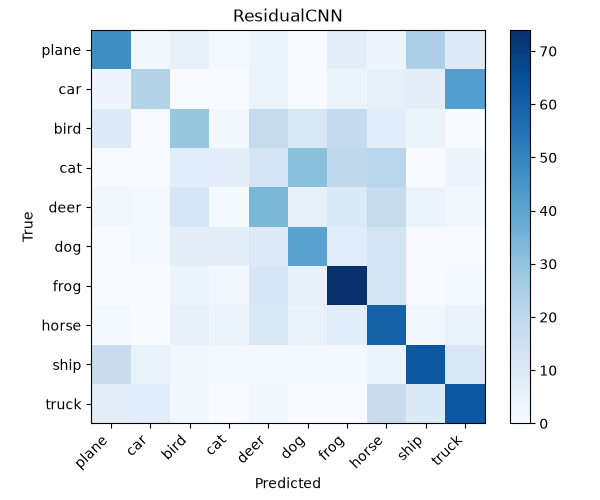 ResidualCNN
plane
car
bird
cat
deer
dog
frog
horse
ship
truck
True
plane
car
bird
cat
deer
dog
frog
horse
ship
truck
Predicted
70
60
50
40
30
20
10
0